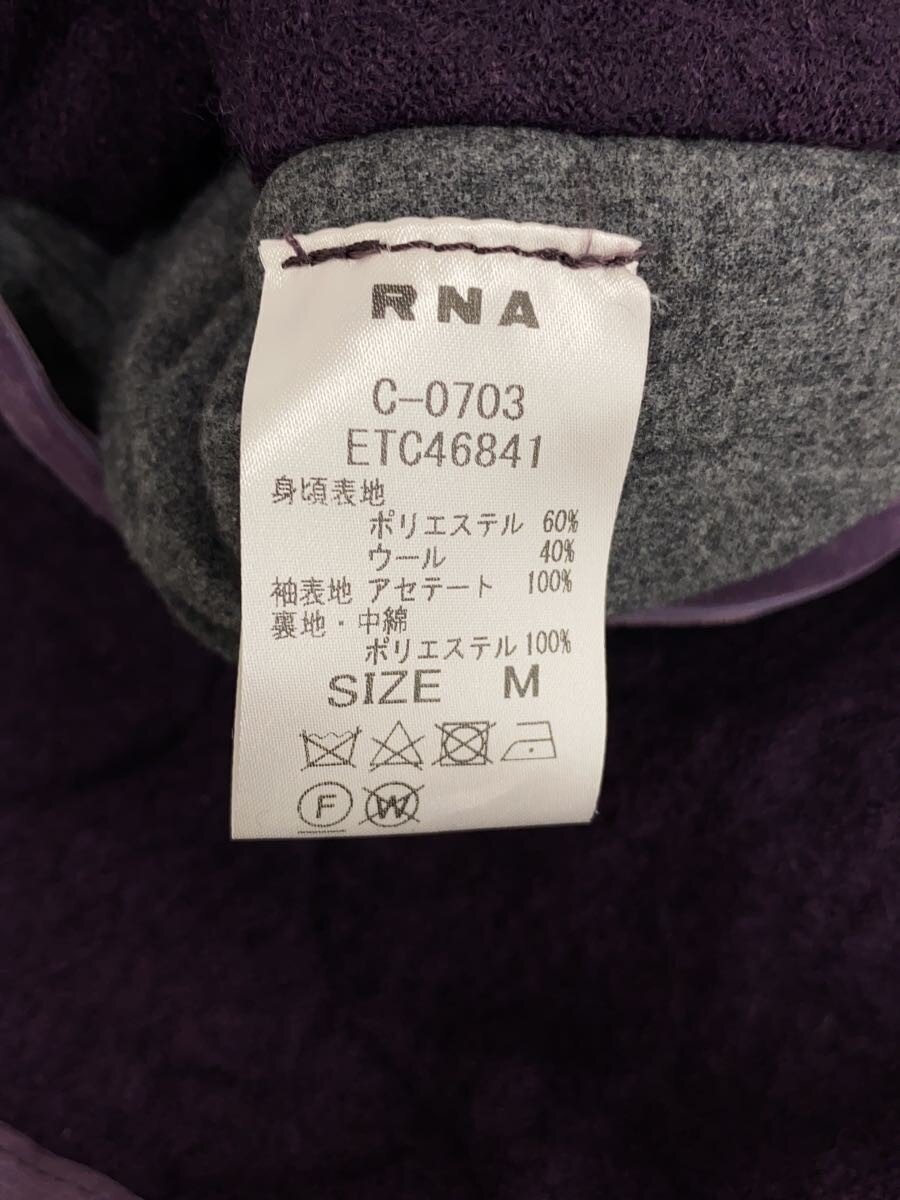 RNA
C-0703
ETC46841
身頃表地
ポリエステル 60%
ウール 40%
袖表地 アセテート 100%
裏地・中綿
ポリエステル 100%
SIZE M
F W